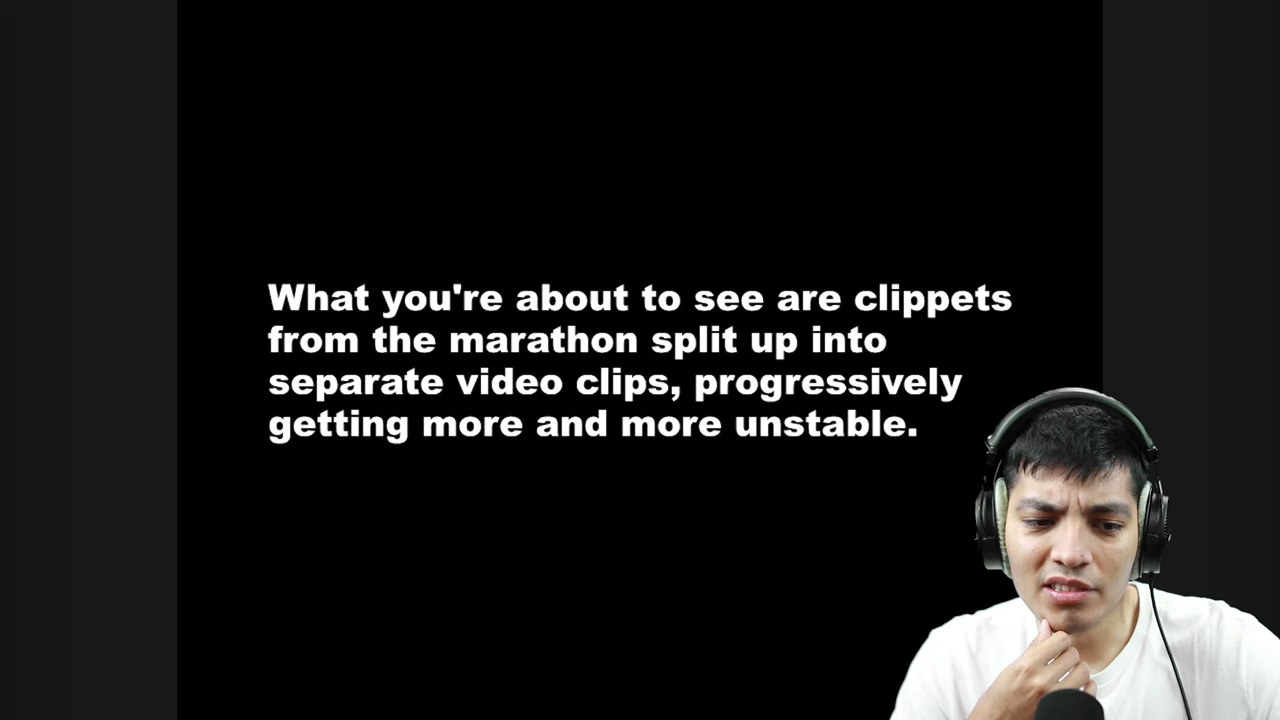 What you're about to see are clippets
from the marathon split up into
separate video clips, progressively
getting more and more unstable.